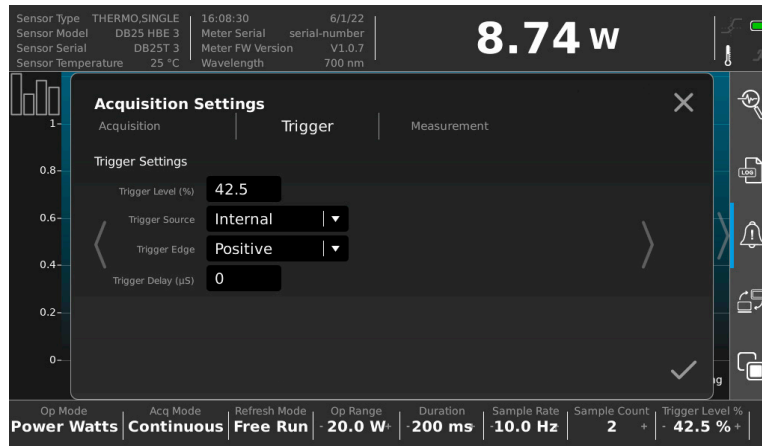 Sensor Type THERMO,SINGLE
Sensor Model DB25 HBE 3
Sensor Serial DB25T 3
Sensor Temperature 25 °C
16:08:30 6/1/22
Meter Serial serial-number
Meter FW Version V1.0.7
Wavelength 700 nm
8.74 W
Acquisition Settings
Acquisition Trigger Measurement
Trigger Settings
Trigger Level (%) 42.5
Trigger Source Internal
Trigger Edge Positive
Trigger Delay (µS) 0
1-
0.8-
0.6-
0.4-
0.2-
0-
LOG
Op Mode Acq Mode Refresh Mode Op Range Duration Sample Rate Sample Count Trigger Level %
Power Watts Continuous Free Run - 20.0 W + - 200 ms + - 10.0 Hz + 2 + - 42.5 % +